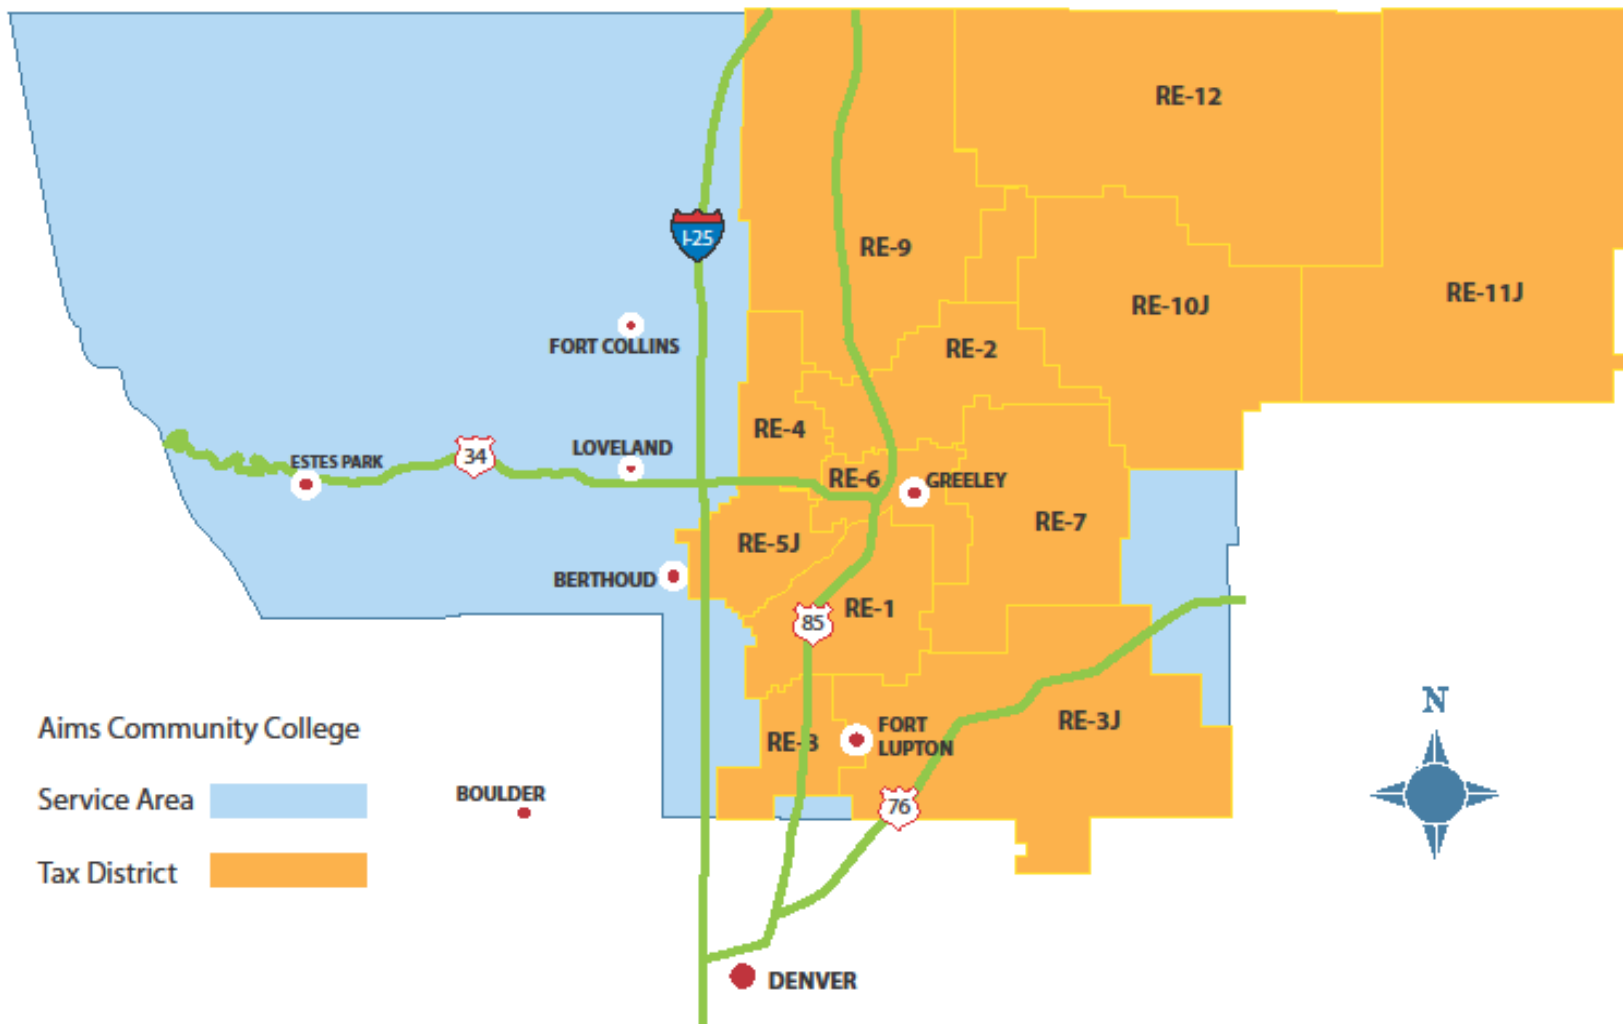 RE-12
I-25
RE-9
RE-11J
RE-10J
FORT COLLINS
RE-2
RE-4
LOVELAND
34
ESTES PARK
RE-6
GREELEY
RE-7
RE-5J
BERTHOUD
RE-1
85
N
Aims Community College
FORT
LUPTON
RE-3J
RE-8
Service Area
BOULDER
76
Tax District
DENVER